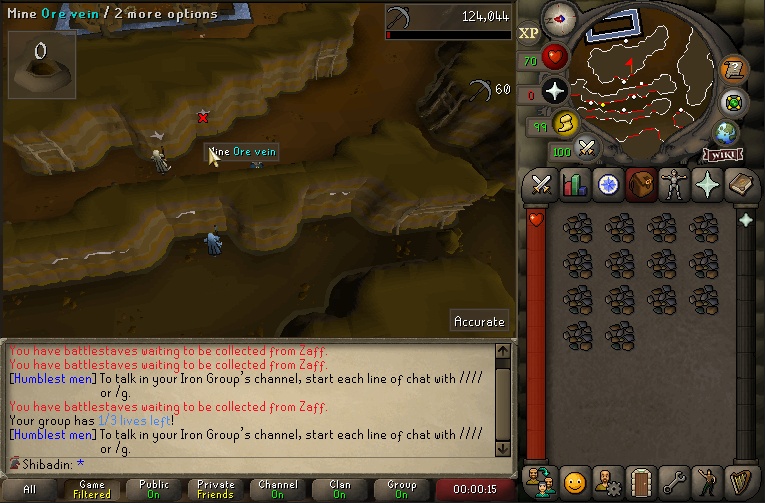 Mine Ore vein / 2 more options
0
124,044
60
XP
70
0
99
100
WIKI
Mine Ore vein
Accurate
You have battlestaves waiting to be collected from Zaff.
You have battlestaves waiting to be collected from Zaff.
[Humblest men] To talk in your Iron Group's channel, start each line of chat with ////
or /g.
You have battlestaves waiting to be collected from Zaff.
Your group has 1/3 lives left!
[Humblest men] To talk in your Iron Group's channel, start each line of chat with ////
or /g.
Shibadin: *
All
Game
Filtered
Public
On
Private
Friends
Channel
On
Clan
On
Group
On
00:00:15